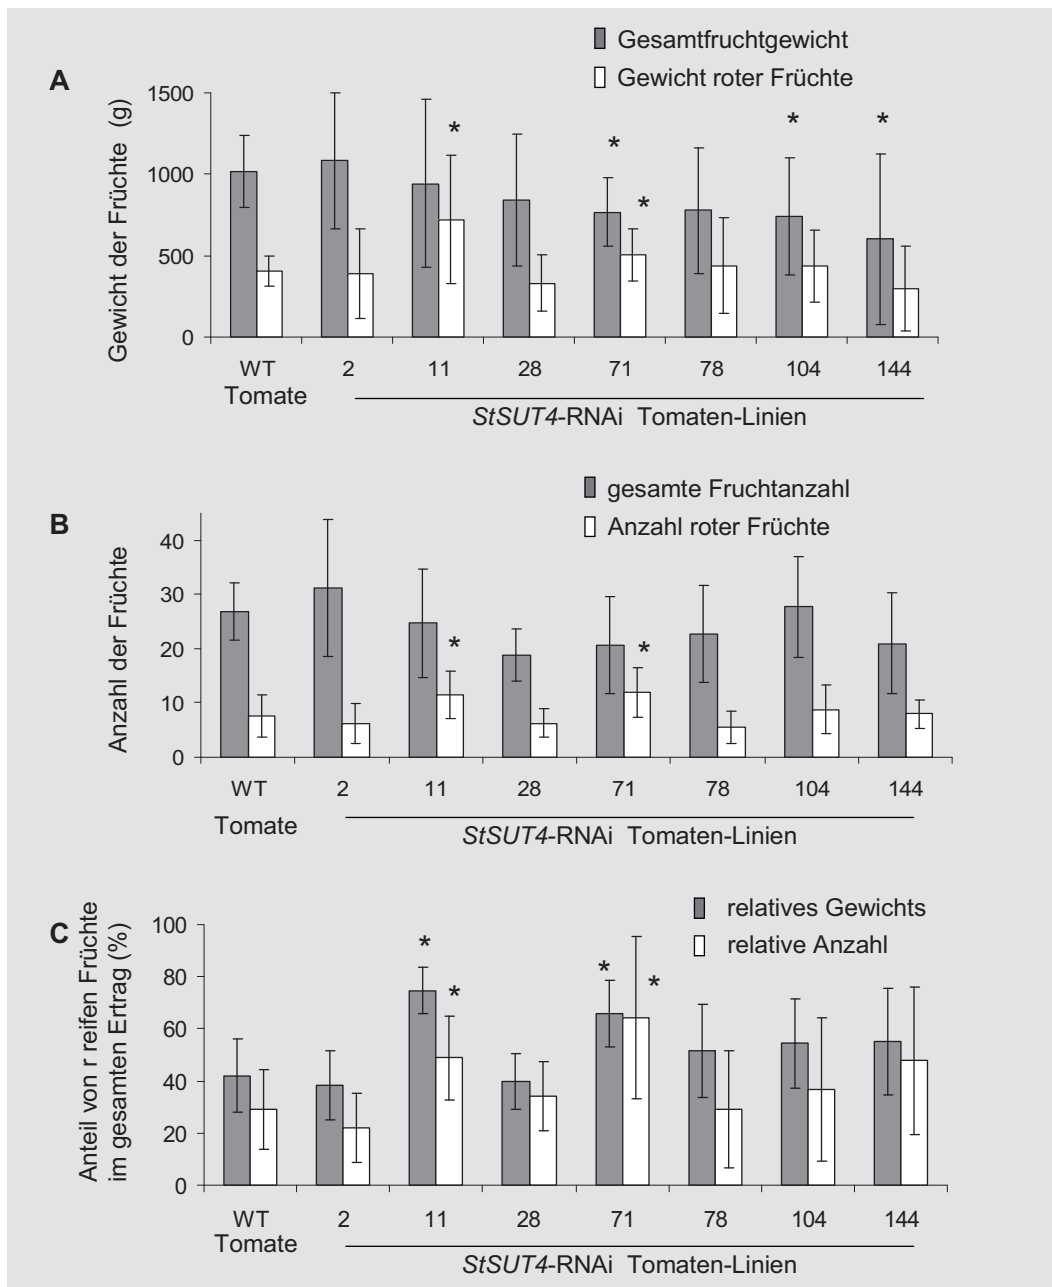 Gesamtfruchtgewicht
Gewicht roter Früchte
A
Gewicht der Früchte (g)
1500
1000
500
0
* * * * *
WT 2 11 28 71 78 104 144
Tomate
StSUT4-RNAi Tomaten-Linien
gesamte Fruchtanzahl
Anzahl roter Früchte
B
Anzahl der Früchte
40
30
20
10
0
* *
WT 2 11 28 71 78 104 144
Tomate
StSUT4-RNAi Tomaten-Linien
relatives Gewichts
relative Anzahl
C
Anteil von r reifen Früchte
im gesamten Ertrag (%)
100
80
60
40
20
0
* * * *
WT 2 11 28 71 78 104 144
Tomate
StSUT4-RNAi Tomaten-Linien